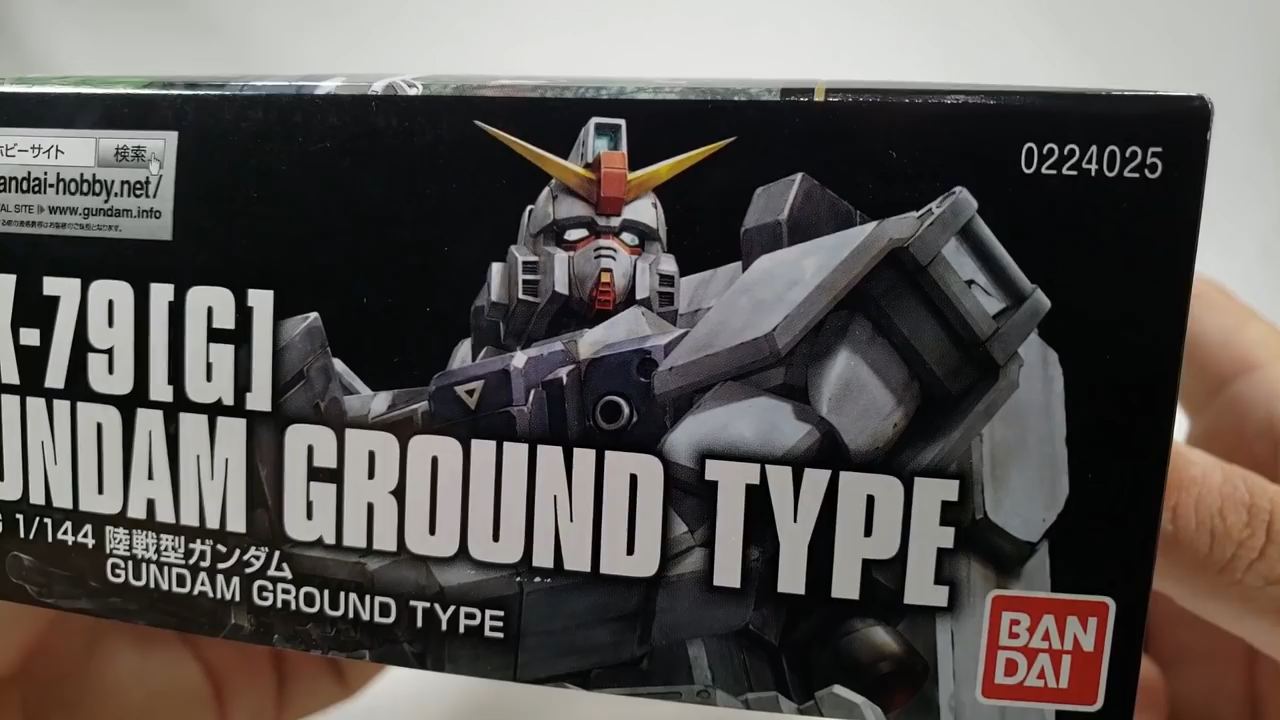 ホビーサイト 検索
andai-hobby.net/
AL SITE www.gundam.info
0224025
X-79[G]
UNDAM GROUND TYPE
G 1/144 陸戦型ガンダム
GUNDAM GROUND TYPE
BAN
DAI